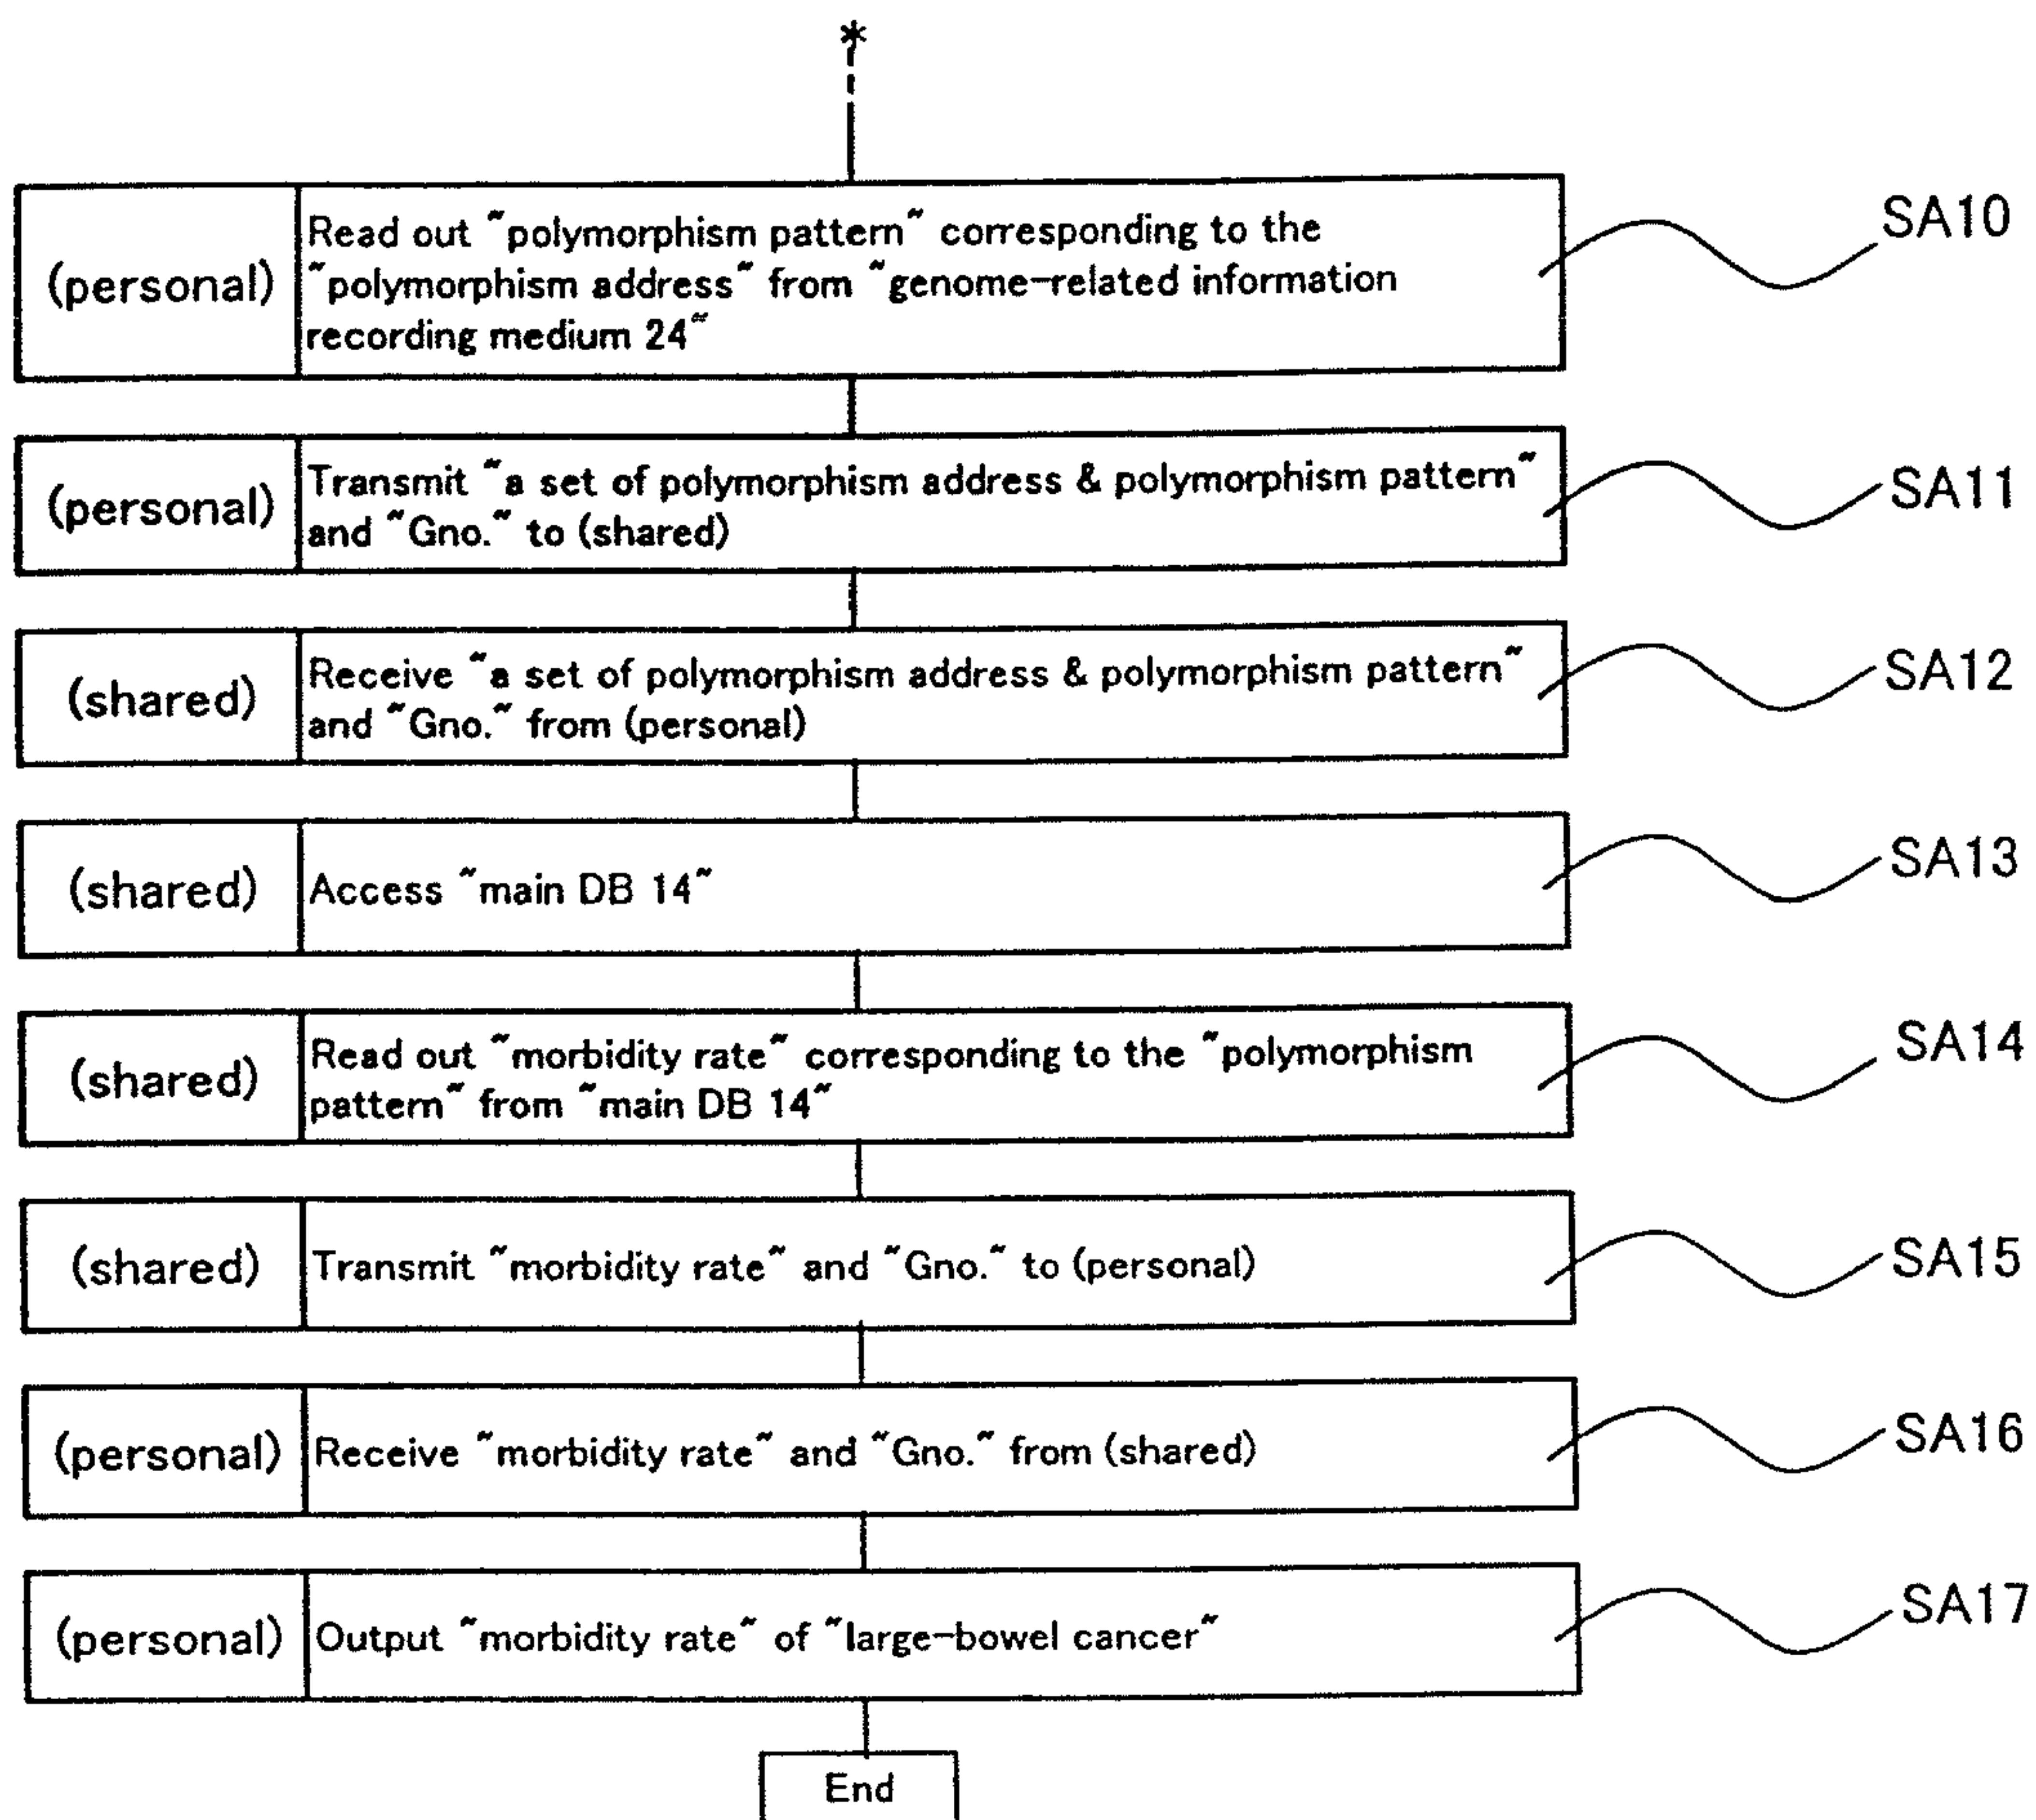 *
(personal)
Read out "polymorphism pattern" corresponding to the
"polymorphism address" from "genome-related information
recording medium 24"
SA10
(personal)
Transmit "a set of polymorphism address & polymorphism pattern"
and "Gno." to (shared)
SA11
(shared)
Receive "a set of polymorphism address & polymorphism pattern"
and "Gno." from (personal)
SA12
(shared)
Access "main DB 14"
SA13
(shared)
Read out "morbidity rate" corresponding to the "polymorphism
pattern" from "main DB 14"
SA14
(shared)
Transmit "morbidity rate" and "Gno." to (personal)
SA15
(personal)
Receive "morbidity rate" and "Gno." from (shared)
SA16
(personal)
Output "morbidity rate" of "large-bowel cancer"
SA17
End